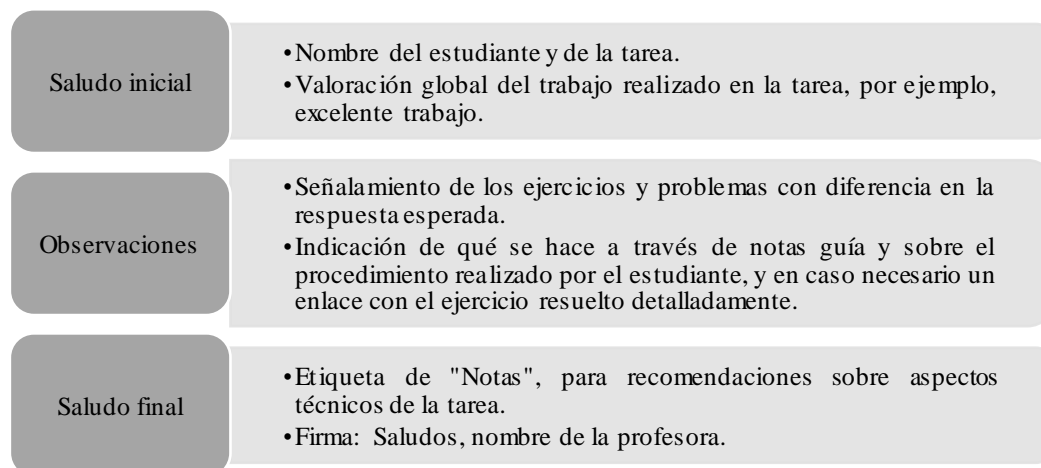 Saludo inicial
•Nombre del estudiante y de la tarea.
•Valoración global del trabajo realizado en la tarea, por ejemplo,
excelente trabajo.
Observaciones
•Señalamiento de los ejercicios y problemas con diferencia en la
respuesta esperada.
•Indicación de qué se hace a través de notas guía y sobre el
procedimiento realizado por el estudiante, y en caso necesario un
enlace con el ejercicio resuelto detalladamente.
Saludo final
•Etiqueta de "Notas", para recomendaciones sobre aspectos
técnicos de la tarea.
•Firma: Saludos, nombre de la profesora.